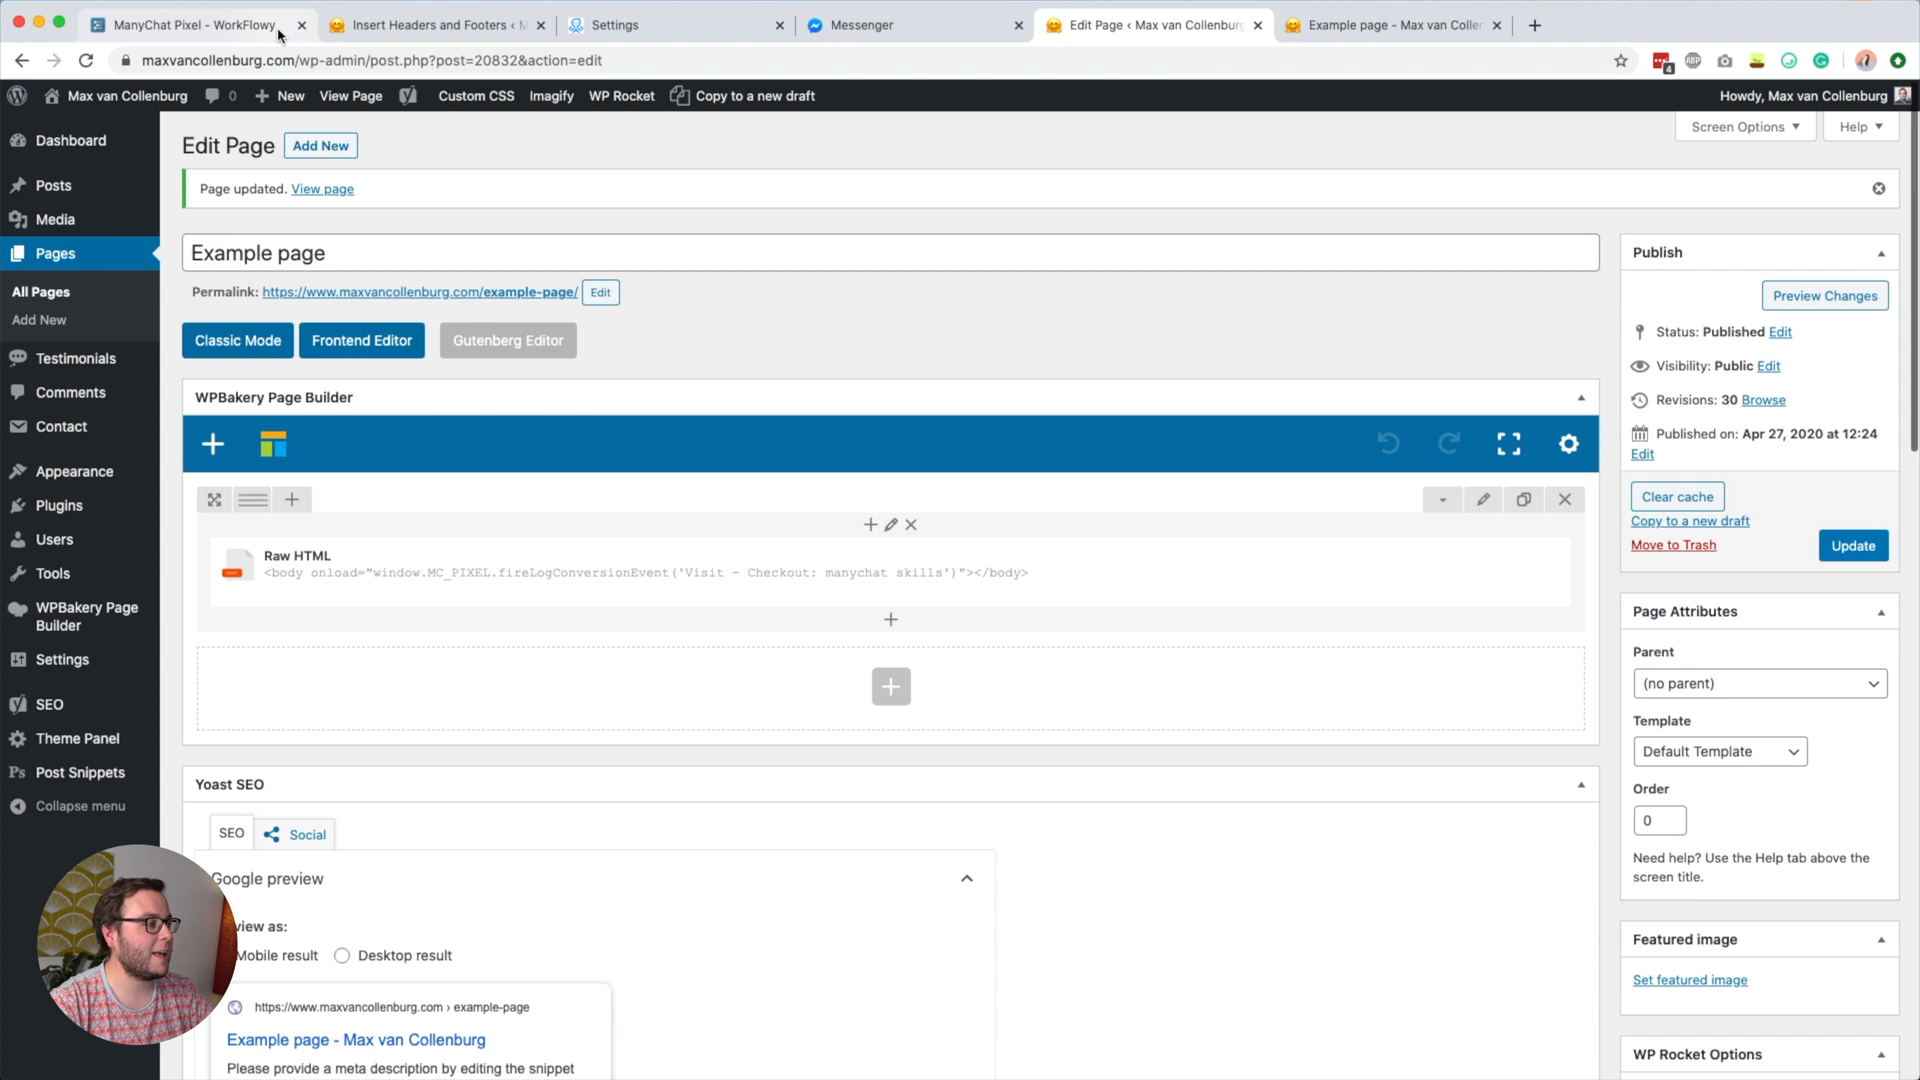 ManyChat Pixel - WorkFlowy
Insert Headers and Footers ‹ M
Settings
Messenger
Edit Page ‹ Max van Collenburg
Example page - Max van Coller
maxvancollenburg.com/wp-admin/post.php?post=20832&action=edit
4
ABP
Max van Collenburg
0
New
View Page
Custom CSS
Imagify
WP Rocket
Copy to a new draft
Howdy, Max van Collenburg
Dashboard
Posts
Media
Pages
All Pages
Add New
Testimonials
Comments
Contact
Appearance
Plugins
Users
Tools
WPBakery Page
Builder
Settings
SEO
Theme Panel
Ps Post Snippets
Collapse menu
Screen Options
Help
Edit Page
Add New
Page updated. View page
Example page
Permalink: https://www.maxvancollenburg.com/example-page/
Edit
Classic Mode
Frontend Editor
Gutenberg Editor
WPBakery Page Builder
Raw HTML
<body onload="window.MC_PIXEL.fireLogConversionEvent('Visit - Checkout: manychat skills')"></body>
Yoast SEO
SEO
Social
Google preview
view as:
Mobile result
Desktop result
https://www.maxvancollenburg.com › example-page
Example page - Max van Collenburg
Please provide a meta description by editing the snippet
Publish
Preview Changes
Status: Published Edit
Visibility: Public Edit
Revisions: 30 Browse
Published on: Apr 27, 2020 at 12:24
Edit
Clear cache
Copy to a new draft
Move to Trash
Update
Page Attributes
Parent
(no parent)
Template
Default Template
Order
0
Need help? Use the Help tab above the
screen title.
Featured image
Set featured image
WP Rocket Options